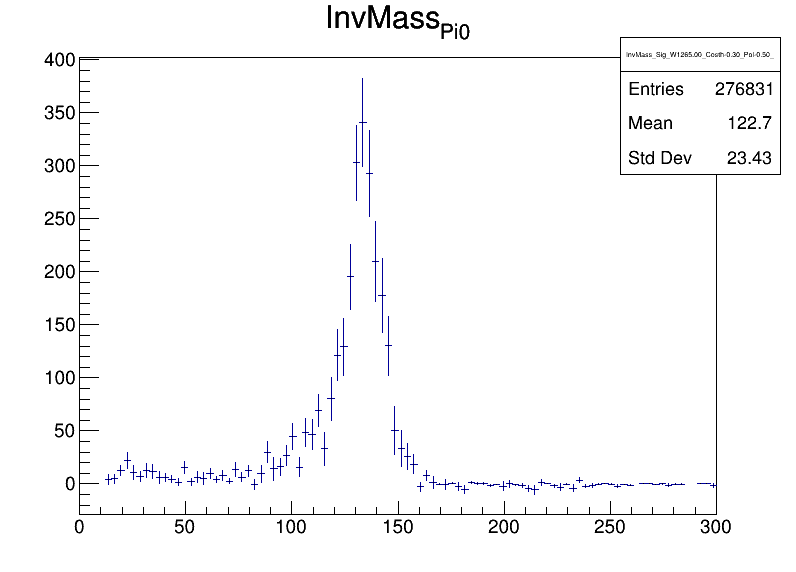 InvMass_Pi0
InvMass_Sig_W1265.00_Costh-0.30_Pol-0.50_
Entries 276831
Mean 122.7
Std Dev 23.43
400
350
300
250
200
150
100
50
0
0 50 100 150 200 250 300